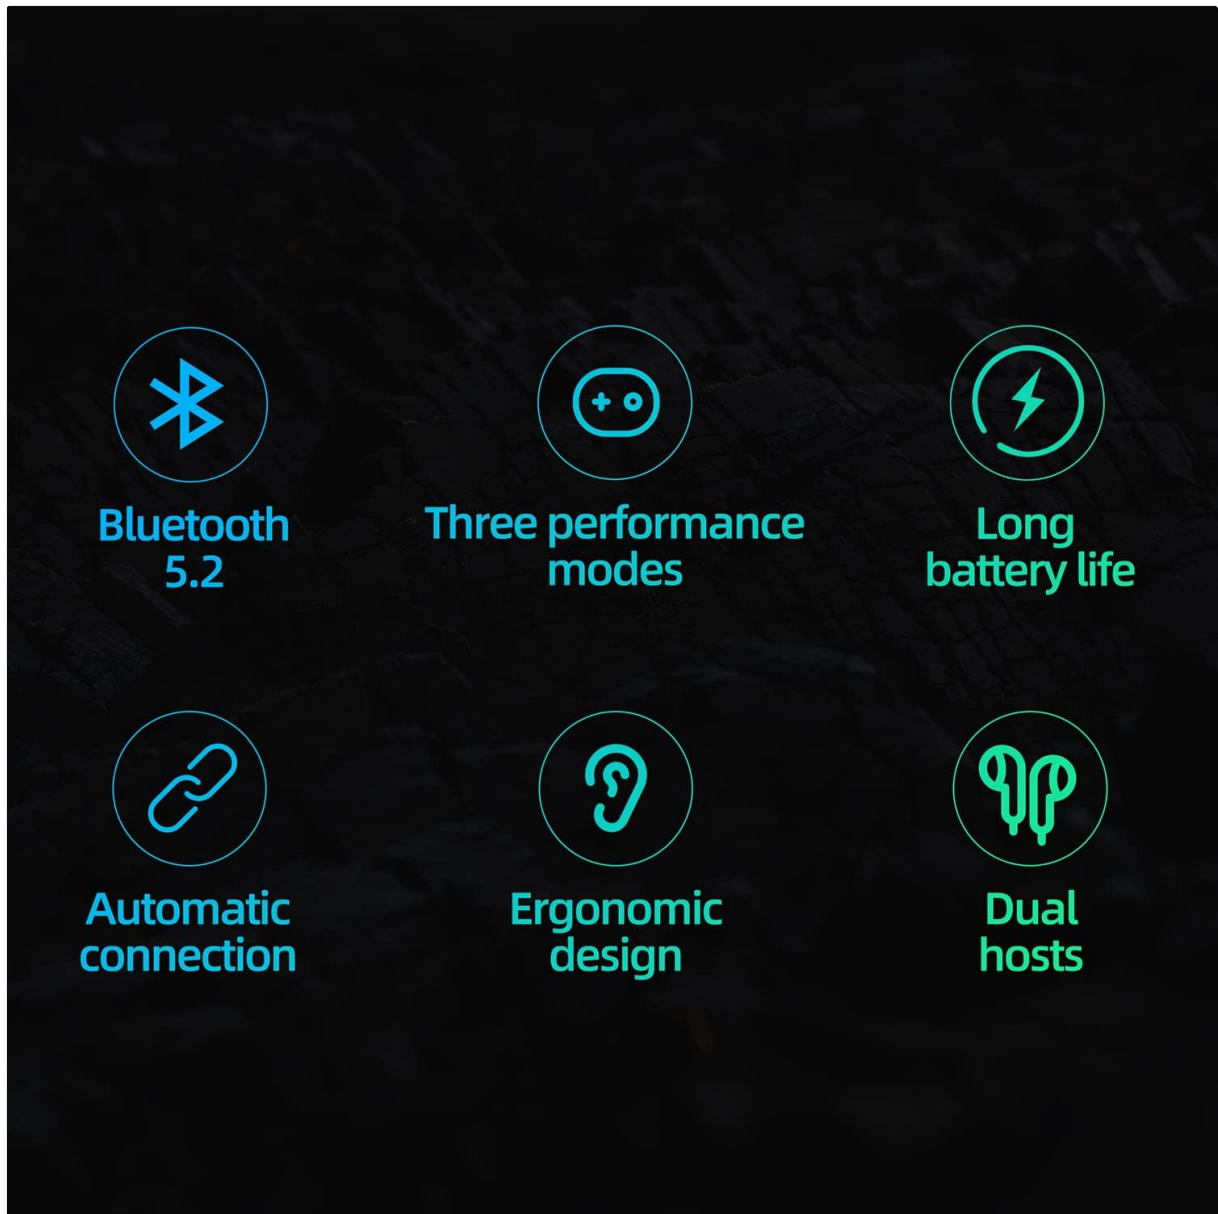 Bluetooth
5.2
Three performance
modes
Long
battery life
Automatic
connection
Ergonomic
design
Dual
hosts